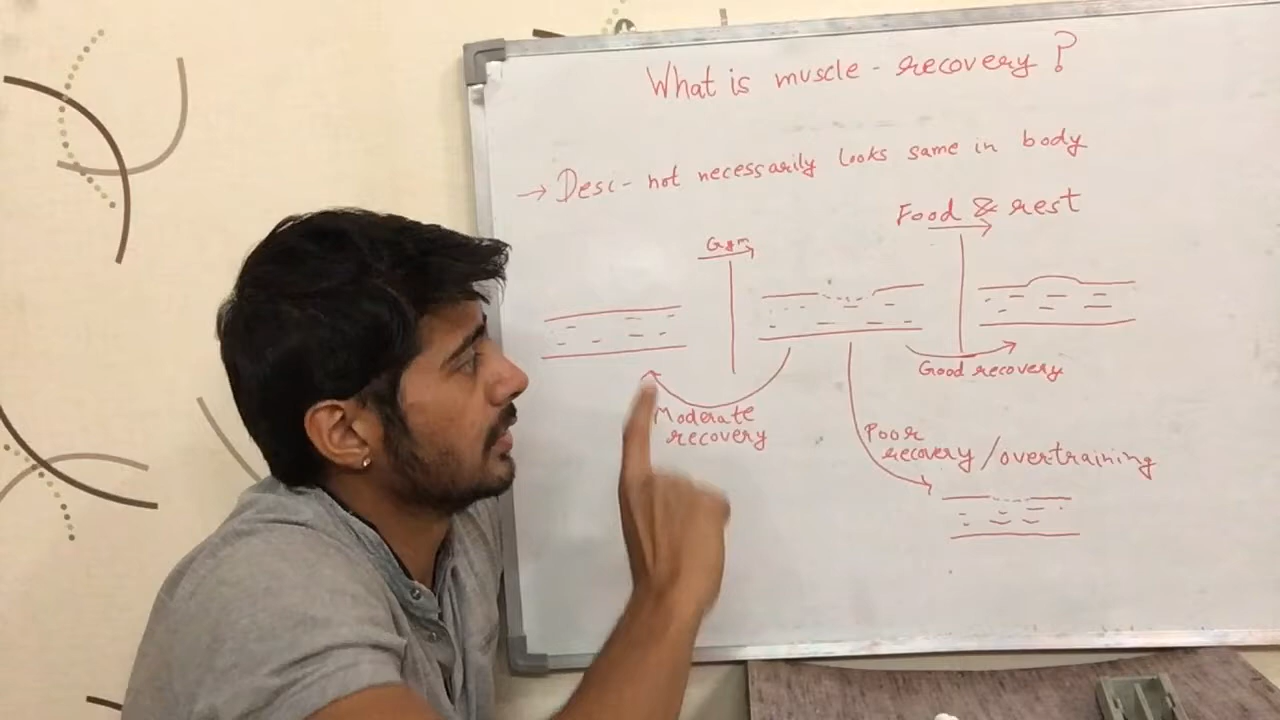 What is muscle - recovery?
→ Desc - not necessarily looks same in body
Food & rest
Gym
Good recovery
Moderate
recovery
Poor
recovery / overtraining